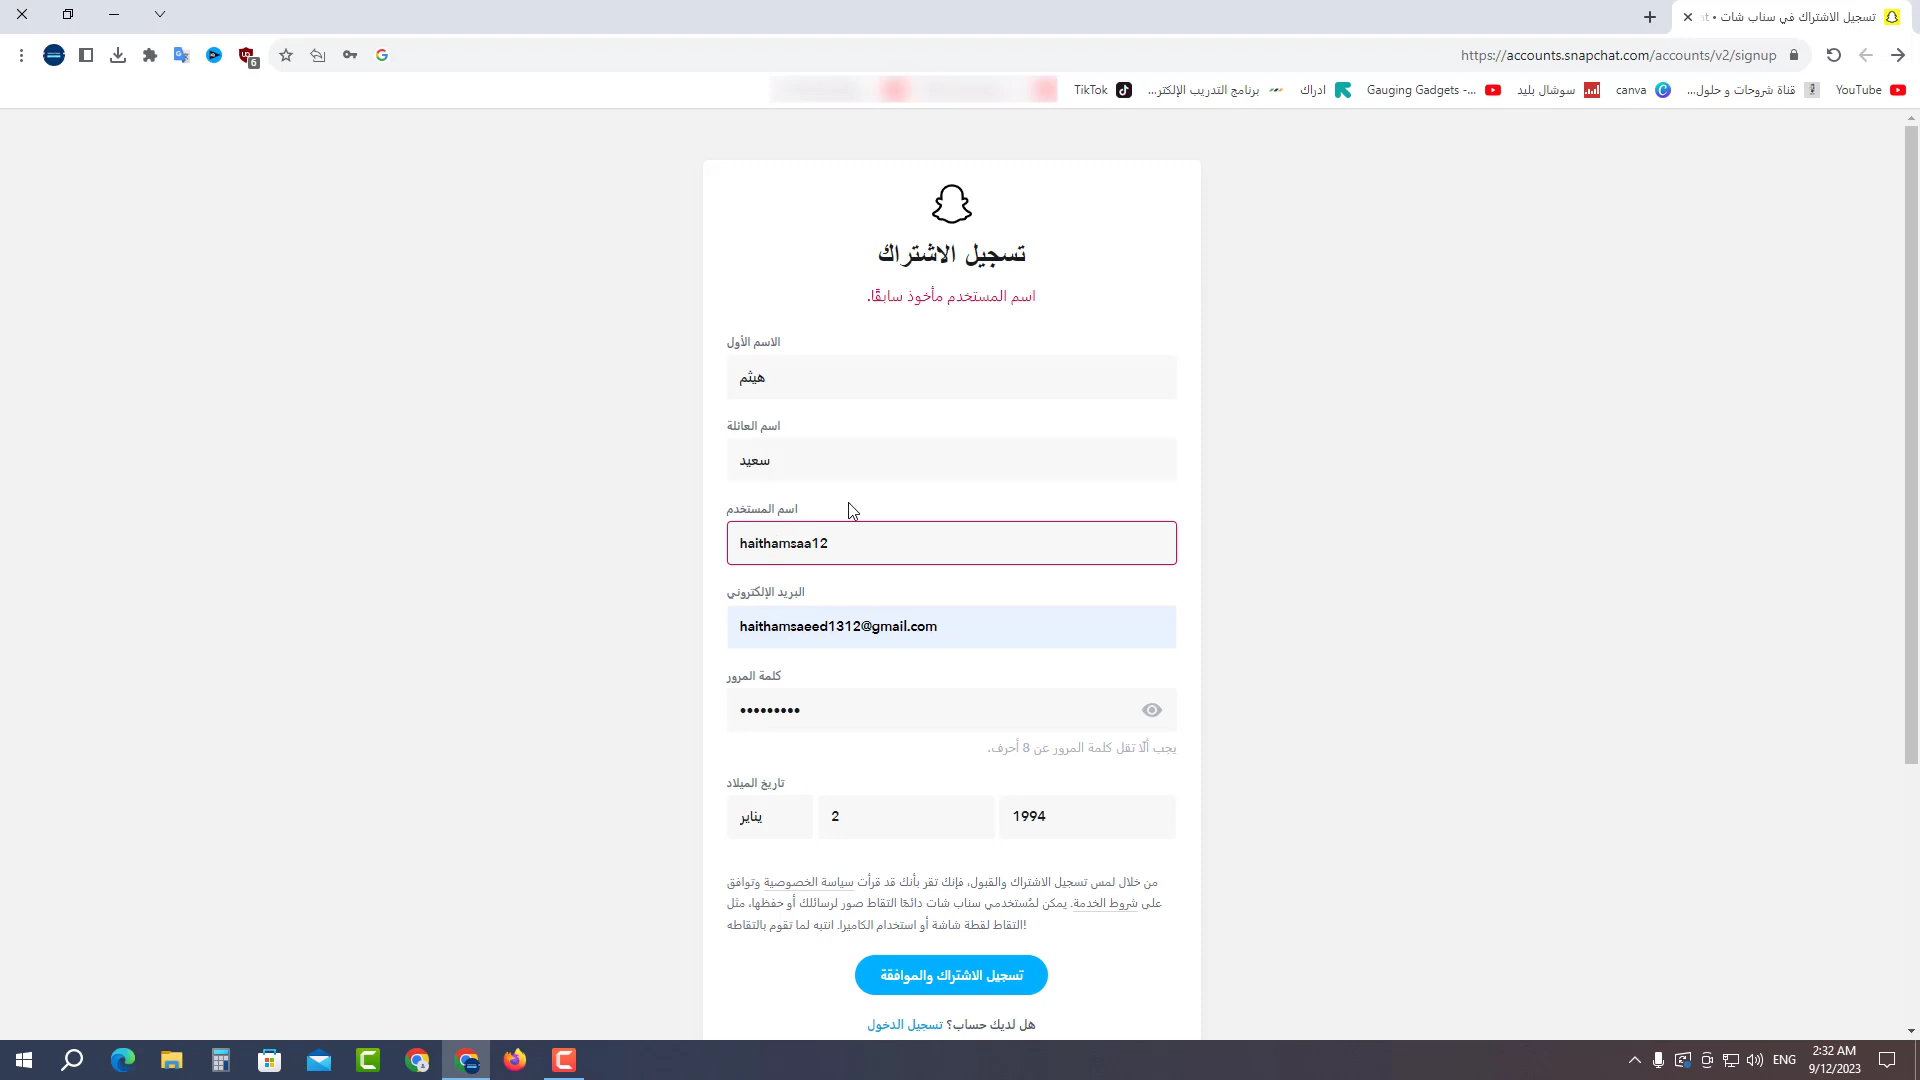 تسجيل الاشتراك في سناب شات •
https://accounts.snapchat.com/accounts/v2/signup
6
YouTube
قناة شروحات و حلول...
canva
سوشال بليد
Gauging Gadgets -...
ادراك
برنامج التدريب الإلكتر...
TikTok
تسجيل الاشتراك
اسم المستخدم مأخوذ سابقًا.
الاسم الأول
هيثم
اسم العائلة
سعيد
اسم المستخدم
haithamsaa12
البريد الإلكتروني
haithamsaeed1312@gmail.com
كلمة المرور
•••••••••
يجب ألّا تقل كلمة المرور عن 8 أحرف.
تاريخ الميلاد
يناير
2
1994
من خلال لمس تسجيل الاشتراك والقبول، فإنك تقر بأنك قد قرأت سياسة الخصوصية وتوافق
على شروط الخدمة. يمكن لمُستخدمي سناب شات دائمًا التقاط صور لرسائلك أو حفظها، مثل
التقاط لقطة شاشة أو استخدام الكاميرا. انتبه لما تقوم بالتقاطه!
تسجيل الاشتراك والموافقة
هل لديك حساب؟ تسجيل الدخول
ENG
2:32 AM
9/12/2023